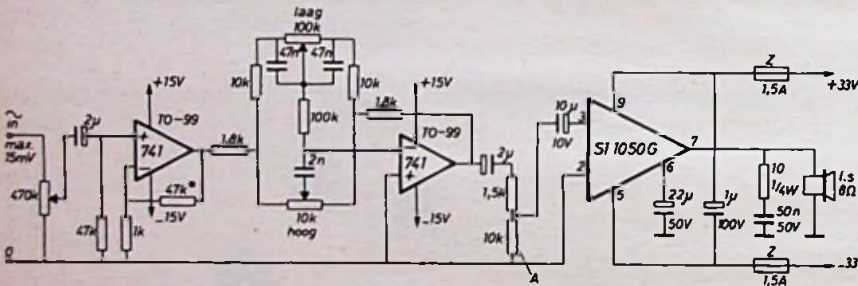 in
max.
15mV
470k
2µ
47k
1k
+15V
TO-99
741
+
−
-15V
47k*
1,8k
laag
100k
47n
47n
10k
10k
100k
2n
10k
hoog
1,8k
+15V
TO-99
741
−
+
-15V
2µ
1,5k
10k
A
10µ
10V
3
2
9
SI 1050G
7
6
5
22µ
50V
1µ
100V
Z
1,5A
+33V
10
1/4W
50n
50V
l.s
8Ω
Z
1,5A
-33
0